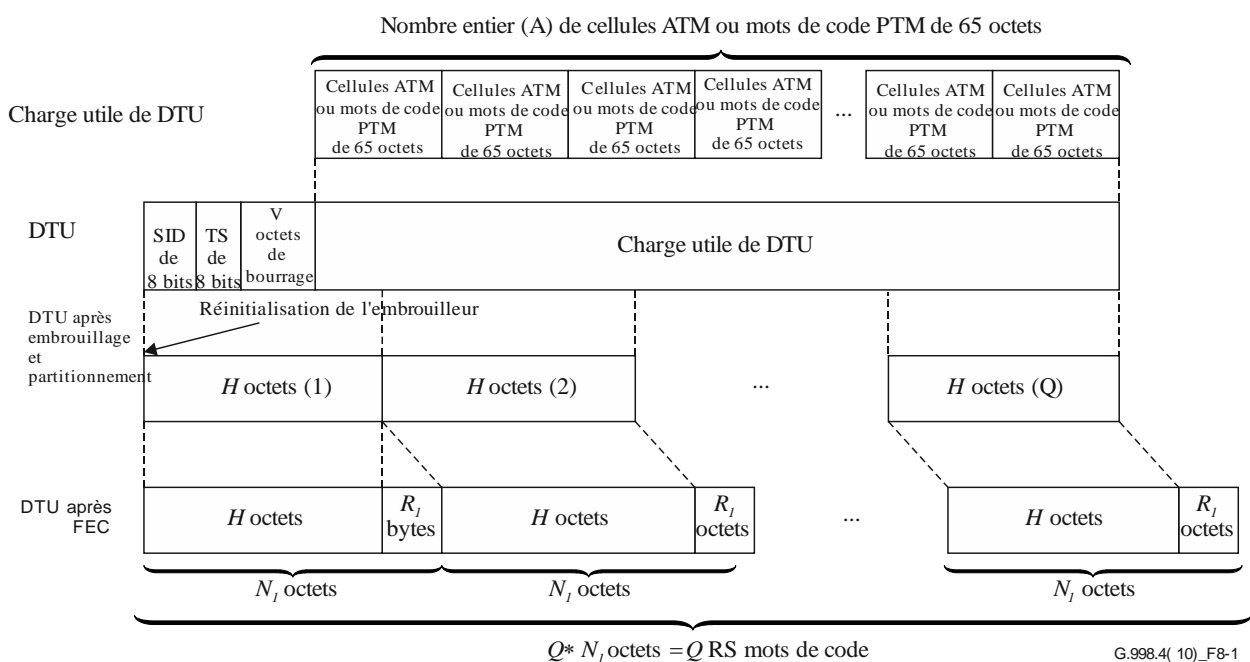 Nombre entier (A) de cellules ATM ou mots de code PTM de 65 octets
Charge utile de DTU
Cellules ATM
ou mots de code
PTM
de 65 octets
Cellules ATM
ou mots de code
PTM
de 65 octets
Cellules ATM
ou mots de code
PTM
de 65 octets
Cellules ATM
ou mots de code
PTM
de 65 octets
...
Cellules ATM
ou mots de code
PTM
de 65 octets
Cellules ATM
ou mots de code
PTM
de 65 octets
DTU
SID
de
8 bits
TS
de
8 bits
V
octets
de
bourrage
Charge utile de DTU
Réinitialisation de l'embrouilleur
DTU après
embrouillage
et
partitionnement
H octets (1)
H octets (2)
...
H octets (Q)
DTU après
FEC
H octets
R1
bytes
H octets
R1
octets
...
H octets
R1
octets
N1 octets
N1 octets
N1 octets
Q* N1 octets = Q RS mots de code
G.998.4( 10)_F8-1